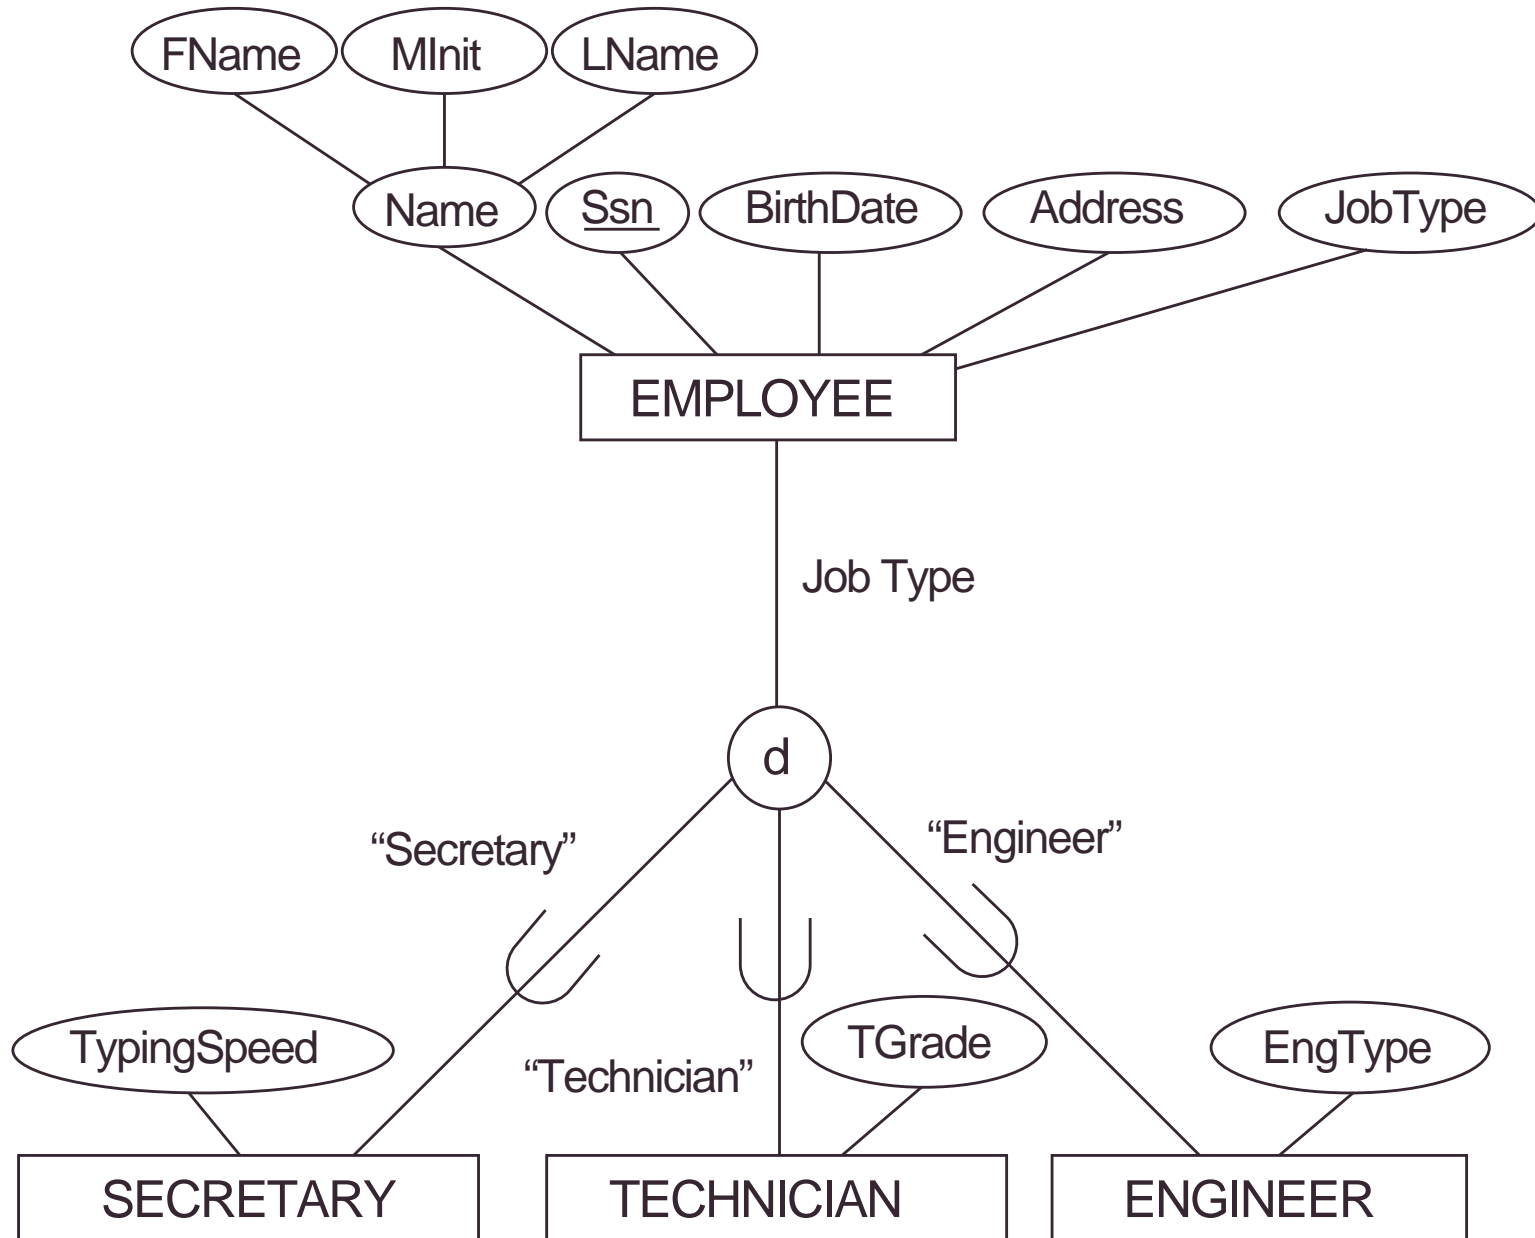 FName MInit LName
Name Ssn BirthDate Address JobType
EMPLOYEE
Job Type
d
“Secretary” “Engineer”
“Technician”
TypingSpeed TGrade EngType
SECRETARY TECHNICIAN ENGINEER